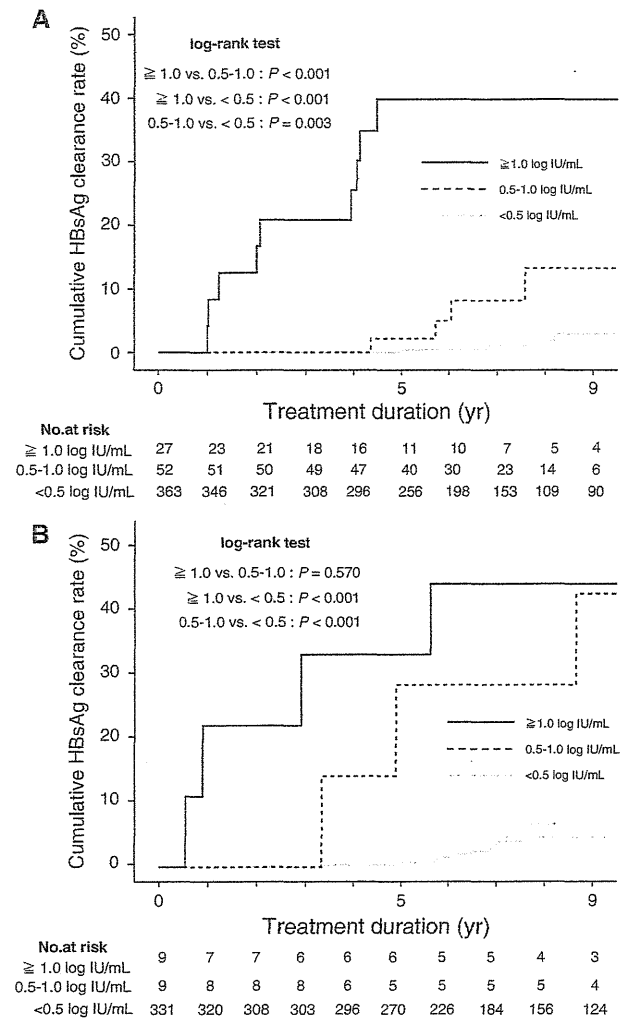 A
Cumulative HBsAg clearance rate (%)
50
40
30
20
10
0
log-rank test
≧ 1.0 vs. 0.5-1.0 : P < 0.001
≧ 1.0 vs. < 0.5 : P < 0.001
0.5-1.0 vs. < 0.5 : P = 0.003
≧1.0 log IU/mL
0.5-1.0 log IU/mL
<0.5 log IU/mL
0 5 9
Treatment duration (yr)
No.at risk
≧ 1.0 log IU/mL 27 23 21 18 16 11 10 7 5 4
0.5-1.0 log IU/mL 52 51 50 49 47 40 30 23 14 6
<0.5 log IU/mL 363 346 321 308 296 256 198 153 109 90
B
Cumulative HBsAg clearance rate (%)
50
40
30
20
10
0
log-rank test
≧ 1.0 vs. 0.5-1.0 : P = 0.570
≧ 1.0 vs. < 0.5 : P < 0.001
0.5-1.0 vs. < 0.5 : P < 0.001
≧1.0 log IU/mL
0.5-1.0 log IU/mL
<0.5 log IU/mL
0 5 9
Treatment duration (yr)
No.at risk
≧ 1.0 log IU/mL 9 7 7 6 6 6 5 5 4 3
0.5-1.0 log IU/mL 9 8 8 8 6 5 5 5 5 4
<0.5 log IU/mL 331 320 308 303 296 270 226 184 156 124